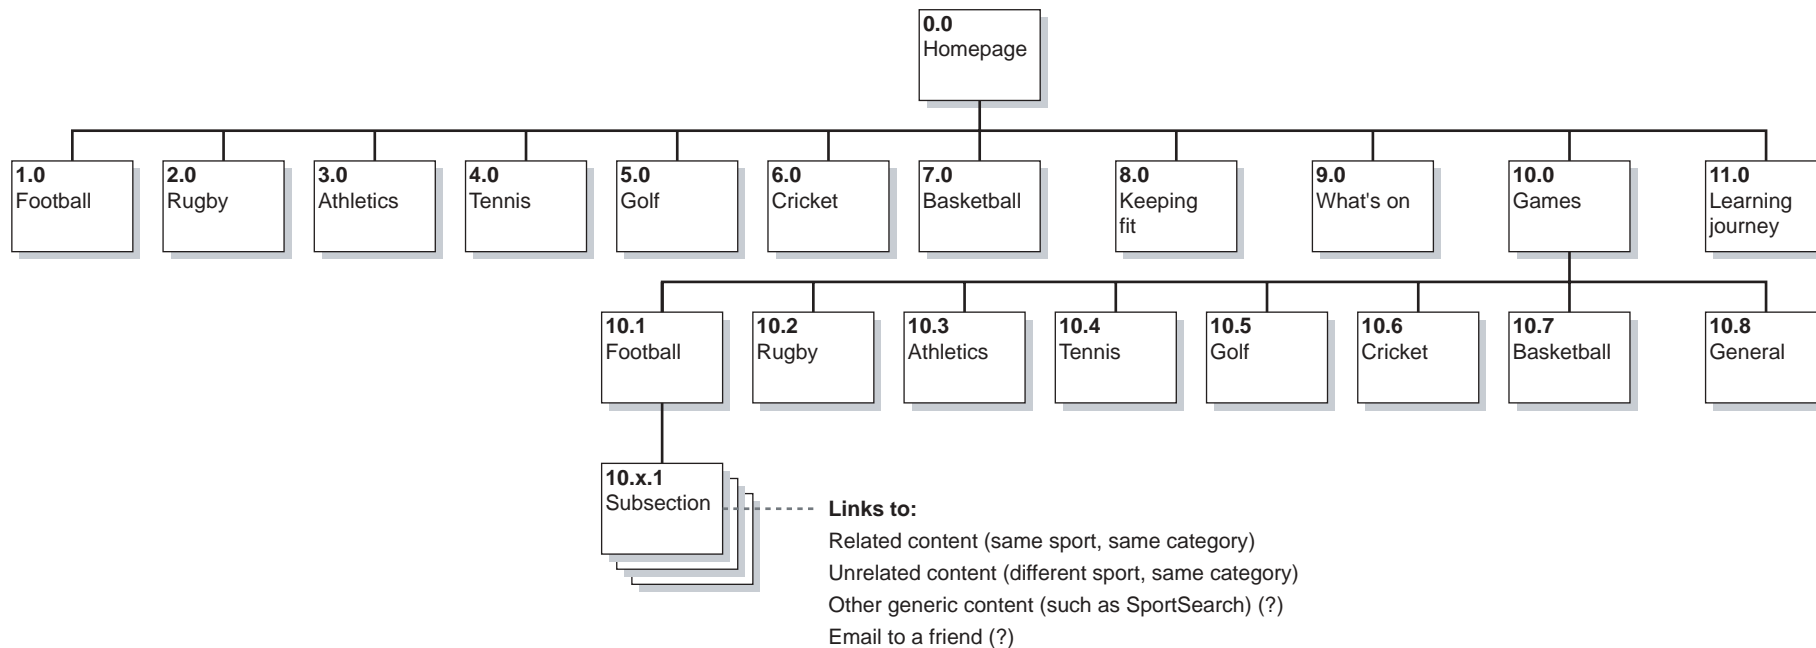 0.0
Homepage
1.0
Football
2.0
Rugby
3.0
Athletics
4.0
Tennis
5.0
Golf
6.0
Cricket
7.0
Basketball
8.0
Keeping
fit
9.0
What's on
10.0
Games
11.0
Learning
journey
10.1
Football
10.2
Rugby
10.3
Athletics
10.4
Tennis
10.5
Golf
10.6
Cricket
10.7
Basketball
10.8
General
10.x.1
Subsection
Links to:
Related content (same sport, same category)
Unrelated content (different sport, same category)
Other generic content (such as SportSearch) (?)
Email to a friend (?)